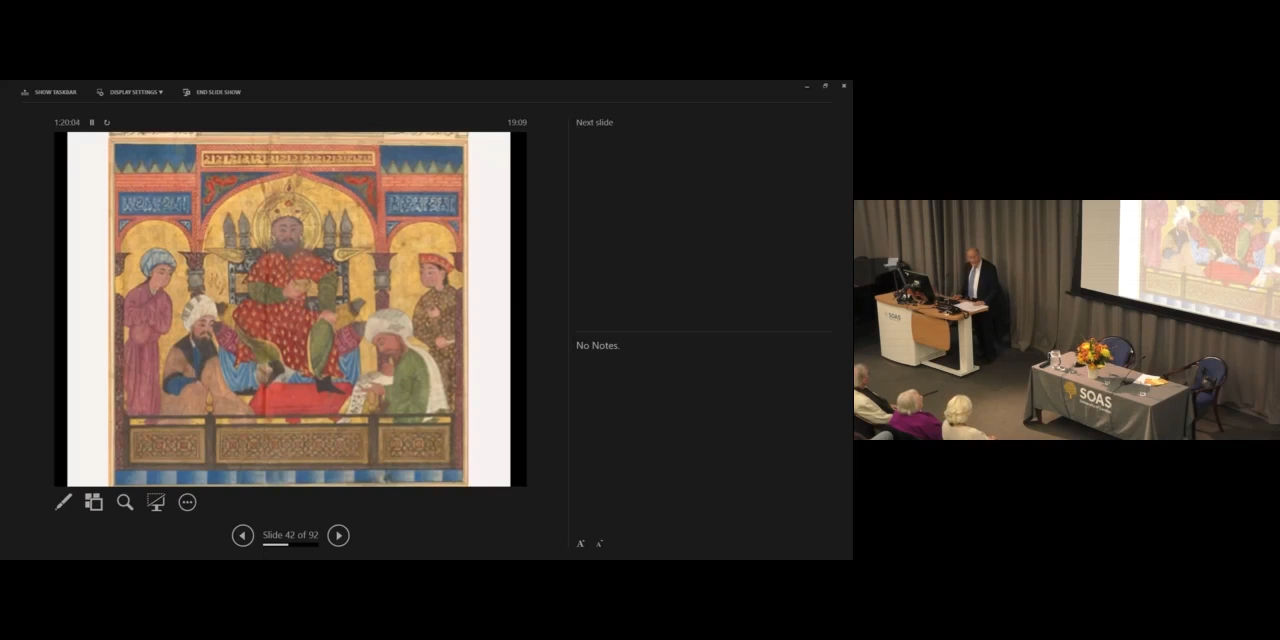 SHOW TASKBAR
DISPLAY SETTINGS ▼
END SLIDE SHOW
1:20:04
19:09
Next slide
No Notes.
Slide 42 of 92
A
A
SOAS
SOAS